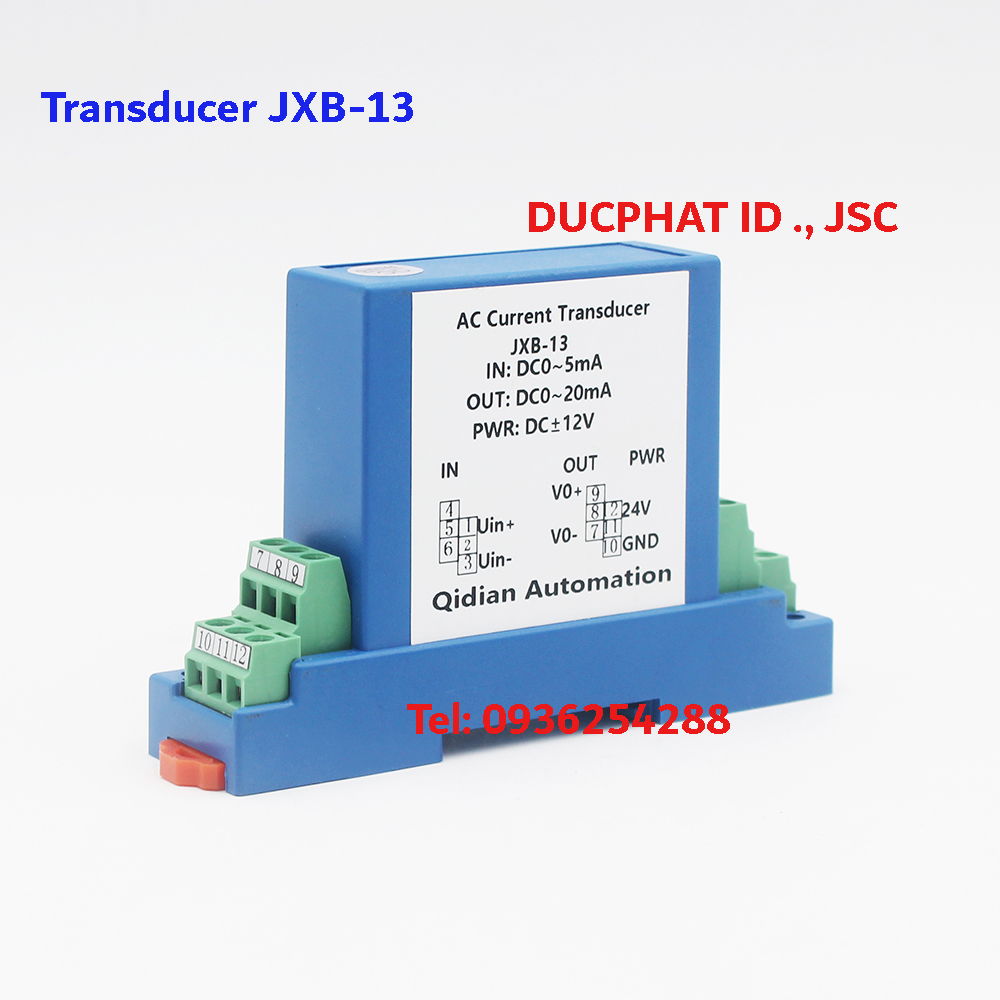 Transducer JXB-13
DUCPHAT ID ., JSC
AC Current Transducer
JXB-13
IN: DC0~5mA
OUT: DC0~20mA
PWR: DC±12V
IN OUT PWR
4
5 1 Uin+
6 2
3 Uin-
V0+ 9
8 12 24V
V0- 7 11
10 GND
Qidian Automation
7 8 9
10 11 12
Tel: 0936254288